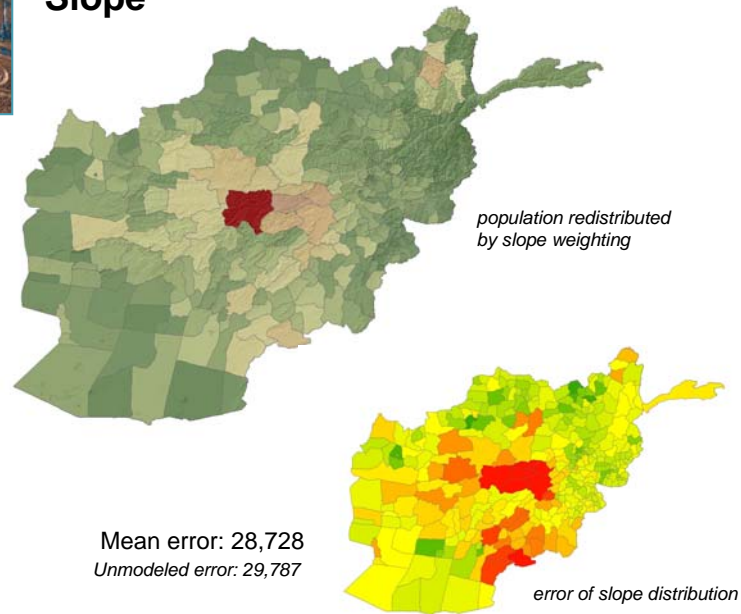 Slope
population redistributed
by slope weighting
Mean error: 28,728
Unmodeled error: 29,787
error of slope distribution